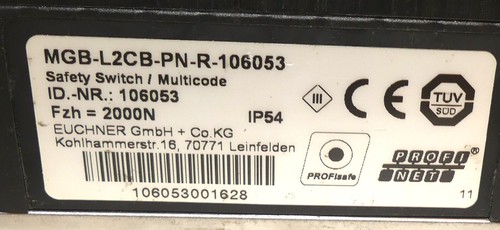 MGB-L2CB-PN-R-106053
Safety Switch / Multicode
ID.-NR.: 106053
Fzh = 2000N IP54
EUCHNER GmbH + Co.KG
Kohlhammerstr.16, 70771 Leinfelden
106053001628
III
CE
TÜV
SÜD
PROFIsafe
PROFI
NET
11